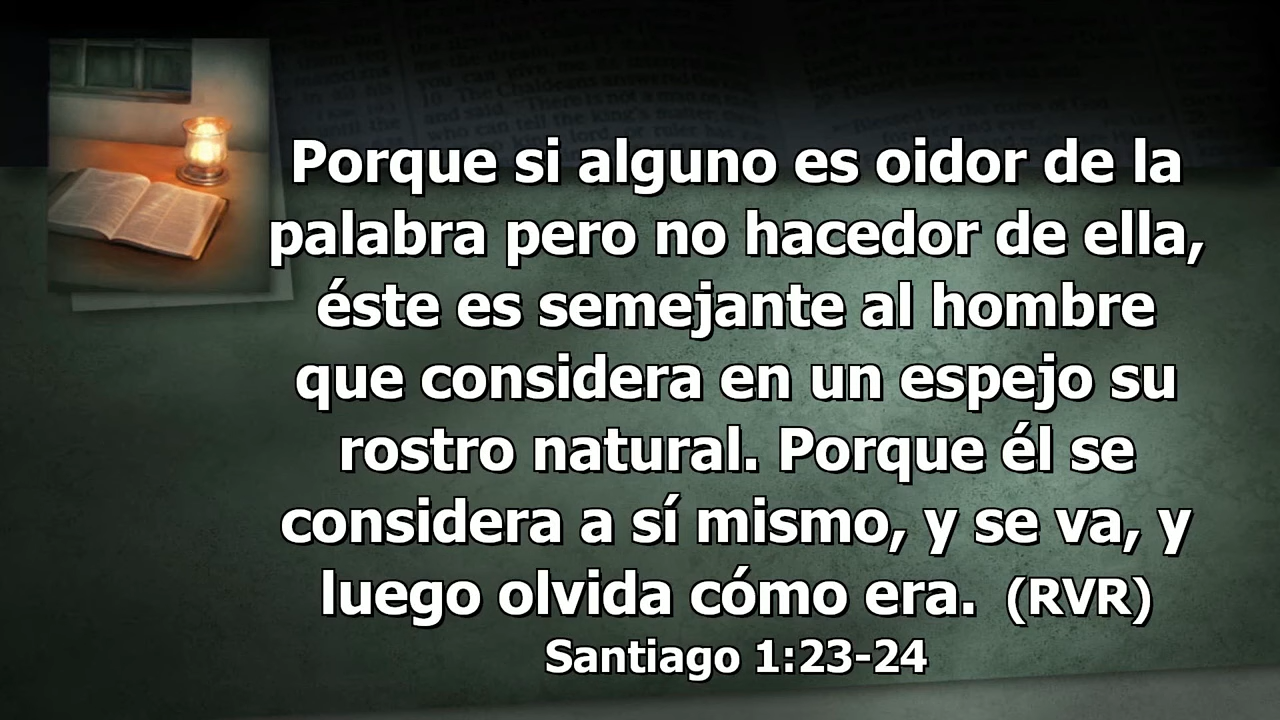 Porque si alguno es oidor de la
palabra pero no hacedor de ella,
éste es semejante al hombre
que considera en un espejo su
rostro natural. Porque él se
considera a sí mismo, y se va, y
luego olvida cómo era. (RVR)
Santiago 1:23-24